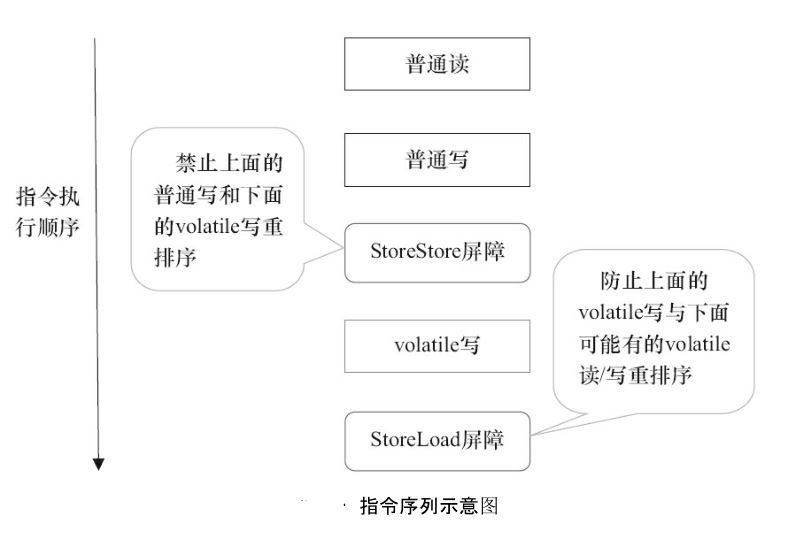 普通读
普通写
禁止上面的
普通写和下面
的volatile写重
排序
指令执
行顺序
StoreStore屏障
防止上面的
volatile写与下面
可能有的volatile
读/写重排序
volatile写
StoreLoad屏障
指令序列示意图